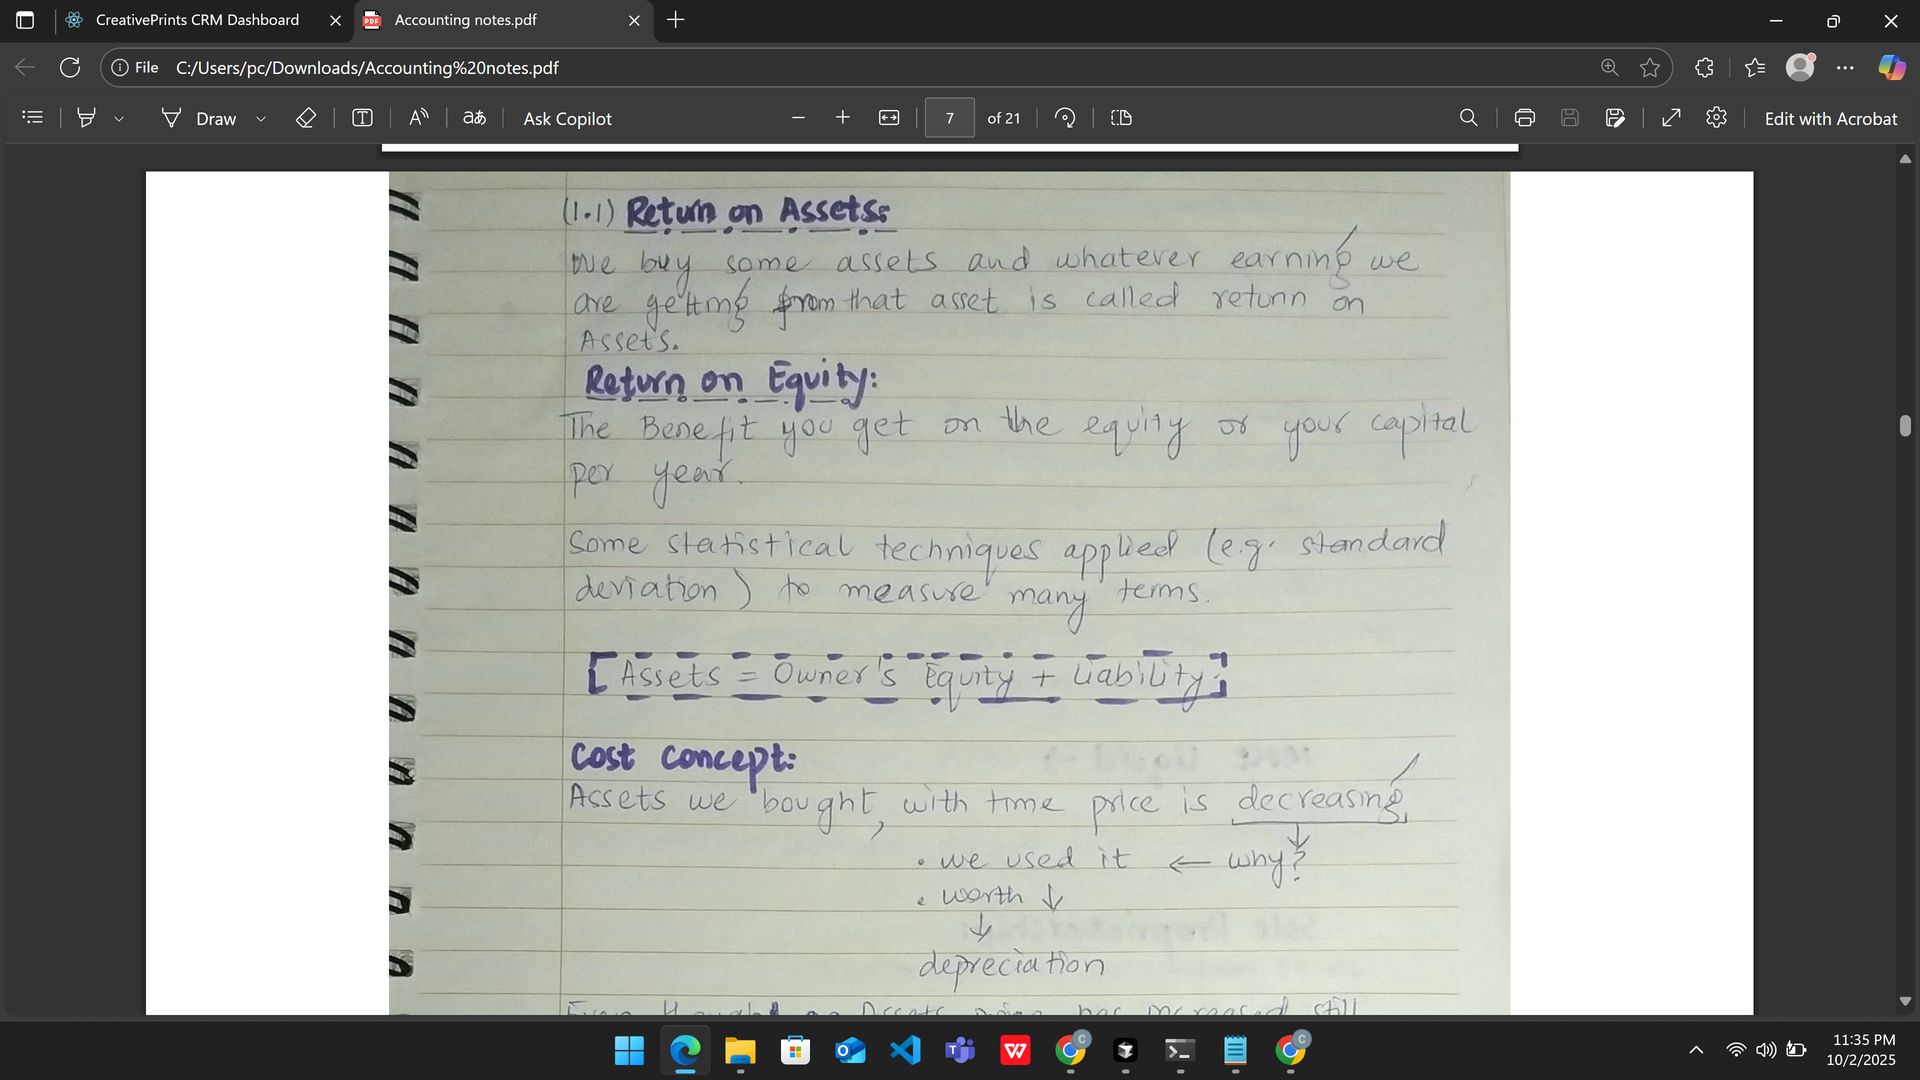 CreativePrints CRM Dashboard
Accounting notes.pdf
File
C:/Users/pc/Downloads/Accounting%20notes.pdf
Draw
Ask Copilot
7
of 21
Edit with Acrobat
(1.1) Return on Assets:
We buy some assets and whatever earning we
are getting from that asset is called return on
Assets.
Return on Equity:
The Benefit you get on the equity or your capital
per year.
Some statistical techniques applied (e.g. standard
deviation) to measure many terms.
[Assets = Owner's Equity + Liability]
Cost Concept:
Assets we bought, with time price is decreasing
• we used it ← why?
• worth ↓
↓
depreciation
Assets has increased still
11:35 PM
10/2/2025